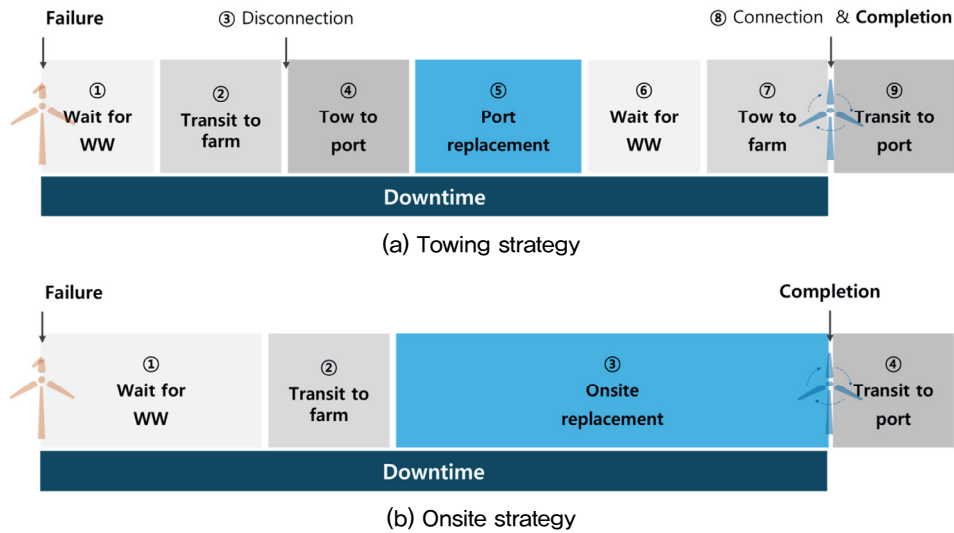 Failure
③ Disconnection
⑧ Connection & Completion
①
Wait for
WW
②
Transit to
farm
④
Tow to
port
⑤
Port
replacement
⑥
Wait for
WW
⑦
Tow to
farm
⑨
Transit to
port
Downtime
(a) Towing strategy
Failure
Completion
①
Wait for
WW
②
Transit to
farm
③
Onsite
replacement
④
Transit to
port
Downtime
(b) Onsite strategy